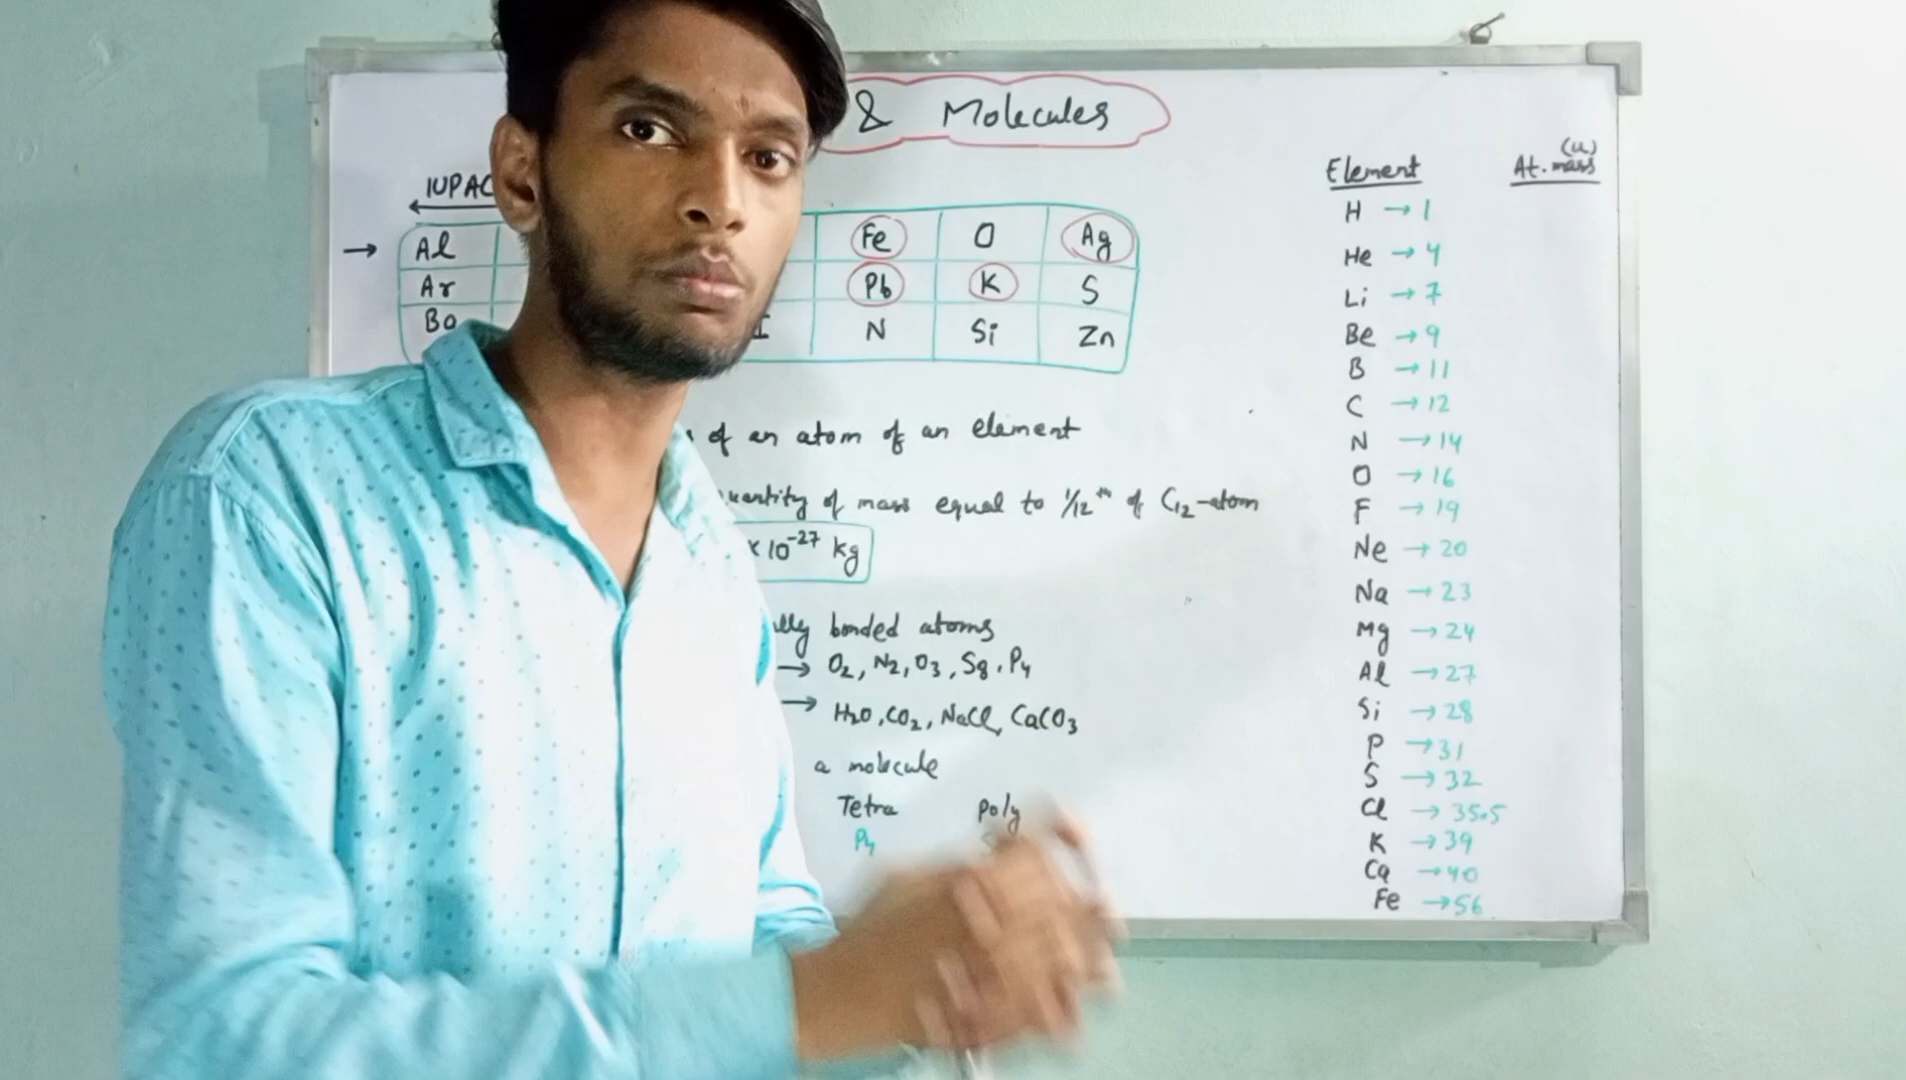 & Molecules
IUPAC
→ Al Fe O Ag
Ar Pb K S
I N Si Zn
of an atom of an element
of mass equal to 1/12th of C12-atom
×10⁻²⁷ kg
bonded atoms
→ O2, N2, O3, S8, P4
→ H2O, CO2, NaCl, CaCO3
a molecule
Tetra Poly
P4
(u)
Element At. mass
H → 1
He → 4
Li → 7
Be → 9
B → 11
C → 12
N → 14
O → 16
F → 19
Ne → 20
Na → 23
Mg → 24
Al → 27
Si → 28
P → 31
S → 32
Cl → 35.5
K → 39
Ca → 40
Fe → 56